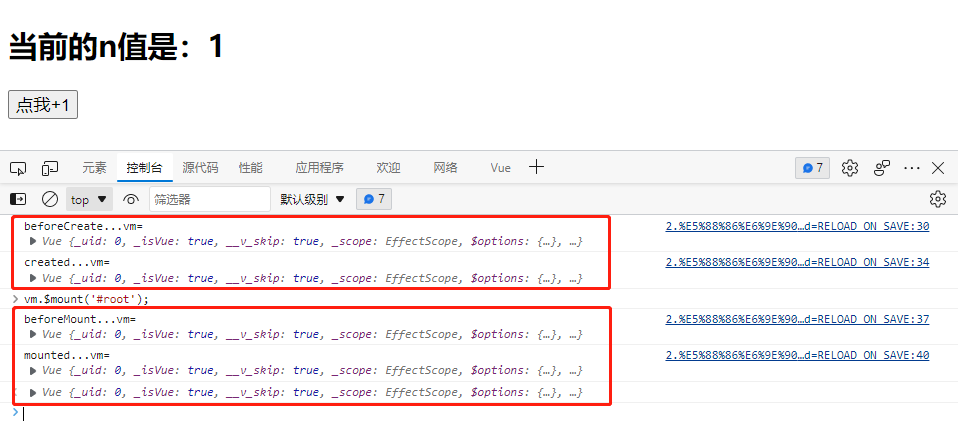 当前的n值是：1
点我+1
元素 控制台 源代码 性能 应用程序 欢迎 网络 Vue 7
top ▼ 筛选器 默认级别 ▼ 7
beforeCreate...vm= 2.%E5%88%86%E6%9E%90…d=RELOAD_ON_SAVE:30
▶ Vue {_uid: 0, _isVue: true, __v_skip: true, _scope: EffectScope, $options: {…}, …}
created...vm= 2.%E5%88%86%E6%9E%90…d=RELOAD_ON_SAVE:34
▶ Vue {_uid: 0, _isVue: true, __v_skip: true, _scope: EffectScope, $options: {…}, …}
> vm.$mount('#root');
beforeMount...vm= 2.%E5%88%86%E6%9E%90…d=RELOAD_ON_SAVE:37
▶ Vue {_uid: 0, _isVue: true, __v_skip: true, _scope: EffectScope, $options: {…}, …}
mounted...vm= 2.%E5%88%86%E6%9E%90…d=RELOAD_ON_SAVE:40
▶ Vue {_uid: 0, _isVue: true, __v_skip: true, _scope: EffectScope, $options: {…}, …}
▶ Vue {_uid: 0, _isVue: true, __v_skip: true, _scope: EffectScope, $options: {…}, …}
>